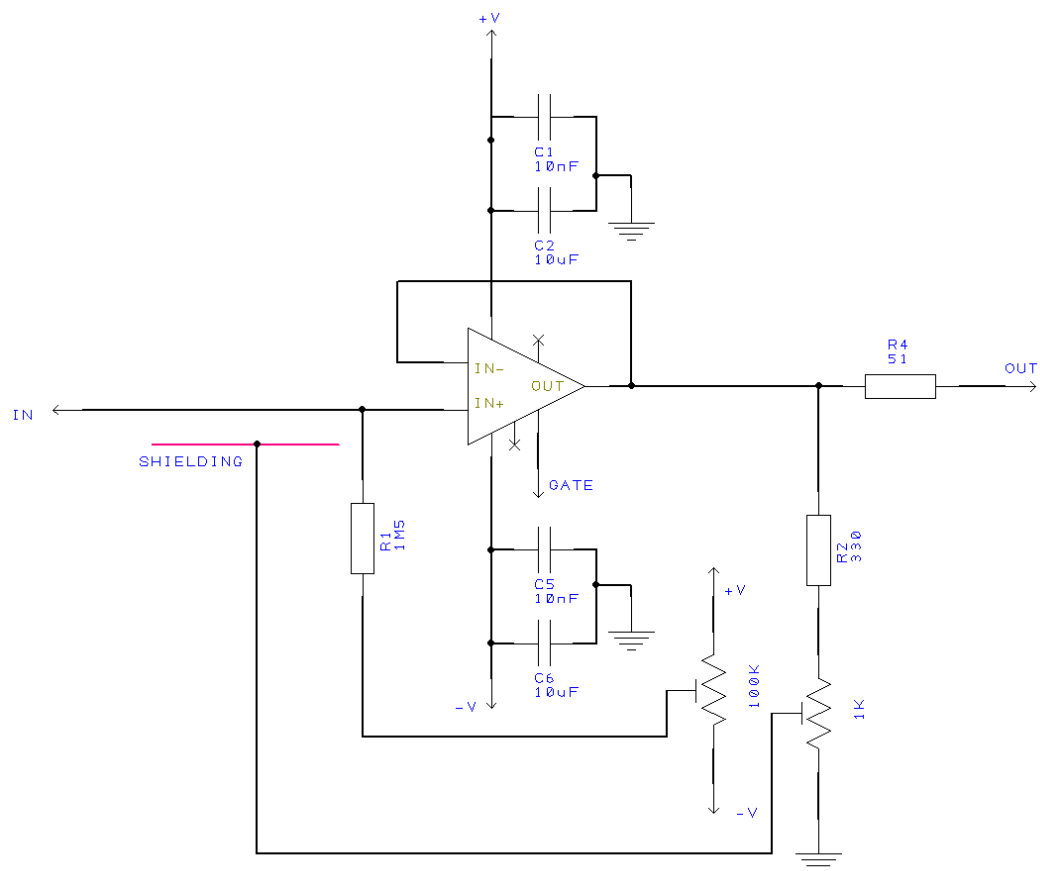 +V
C1
10nF
C2
10uF
IN-
OUT
IN+
R4
51
OUT
IN
SHIELDING
GATE
R1
1M5
C5
10nF
R2
330
+V
C6
10uF
100K
1K
-V
-V